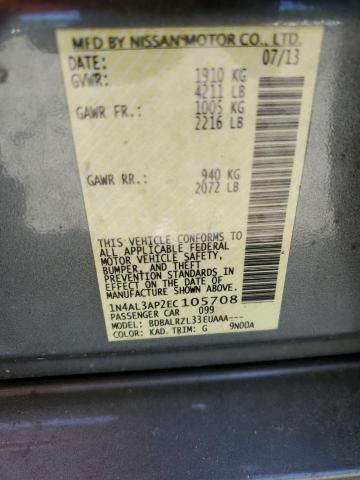 MFD BY NISSAN MOTOR CO., LTD.
DATE: 07/13
GVWR: 1910 KG
4211 LB
GAWR FR.: 1005 KG
2216 LB
GAWR RR.: 940 KG
2072 LB
THIS VEHICLE CONFORMS TO
ALL APPLICABLE FEDERAL
MOTOR VEHICLE SAFETY,
BUMPER, AND THEFT
PREVENTION STANDARDS IN
EFFECT ON THE DATE OF
MANUFACTURE SHOWN ABOVE.
1N4AL3AP2EC105708
PASSENGER CAR 099
MODEL: BDBALRZL33EUAAA---
COLOR: KAD TRIM: G 9N00A